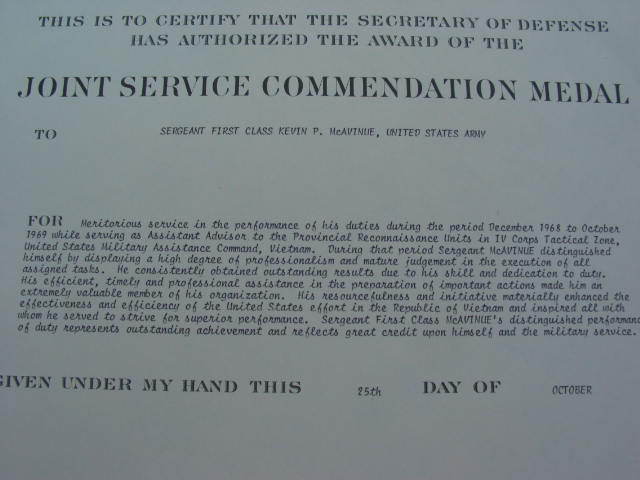 THIS IS TO CERTIFY THAT THE SECRETARY OF DEFENSE
HAS AUTHORIZED THE AWARD OF THE
JOINT SERVICE COMMENDATION MEDAL
TO SERGEANT FIRST CLASS KEVIN P. McAVINUE, UNITED STATES ARMY
FOR Meritorious service in the performance of his duties during the period December 1968 to October
1969 while serving as Assistant Advisor to the Provincial Reconnaissance Units in IV Corps Tactical Zone,
United States Military Assistance Command, Vietnam. During that period Sergeant McAVINUE distinguished
himself by displaying a high degree of professionalism and mature judgement in the execution of all
assigned tasks. He consistently obtained outstanding results due to his skill and dedication to duty.
His efficient, timely and professional assistance in the preparation of important actions made him an
extremely valuable member of his organization. His resourcefulness and initiative materially enhanced the
effectiveness and efficiency of the United States effort in the Republic of Vietnam and inspired all with
whom he served to strive for superior performance. Sergeant First Class McAVINUE's distinguished performanc
of duty represents outstanding achievement and reflects great credit upon himself and the military service.
GIVEN UNDER MY HAND THIS 25th DAY OF OCTOBER